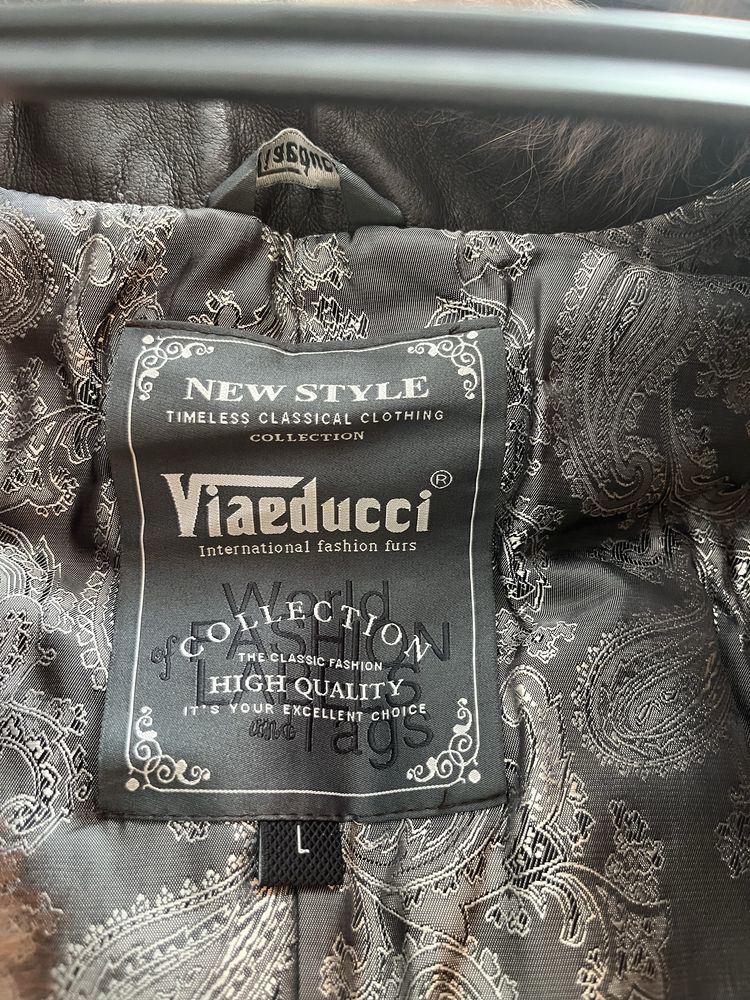 NEW STYLE
TIMELESS CLASSICAL CLOTHING
COLLECTION
Viaeducci®
International fashion furs
World
of FASHION
COLLECTION
THE CLASSIC FASHION
LABELS
HIGH QUALITY
IT'S YOUR EXCELLENT CHOICE
and Tags
L